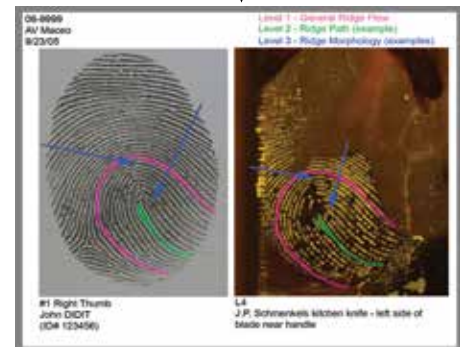 06-9999
AV Maceo
9/23/05
Level 1 - General Ridge Flow
Level 2 - Ridge Path (example)
Level 3 - Ridge Morphology (examples)
#1 Right Thumb
John DIDIT
(ID# 123456)
L4
J.P. Schmenkels kitchen knife - left side of
blade near handle